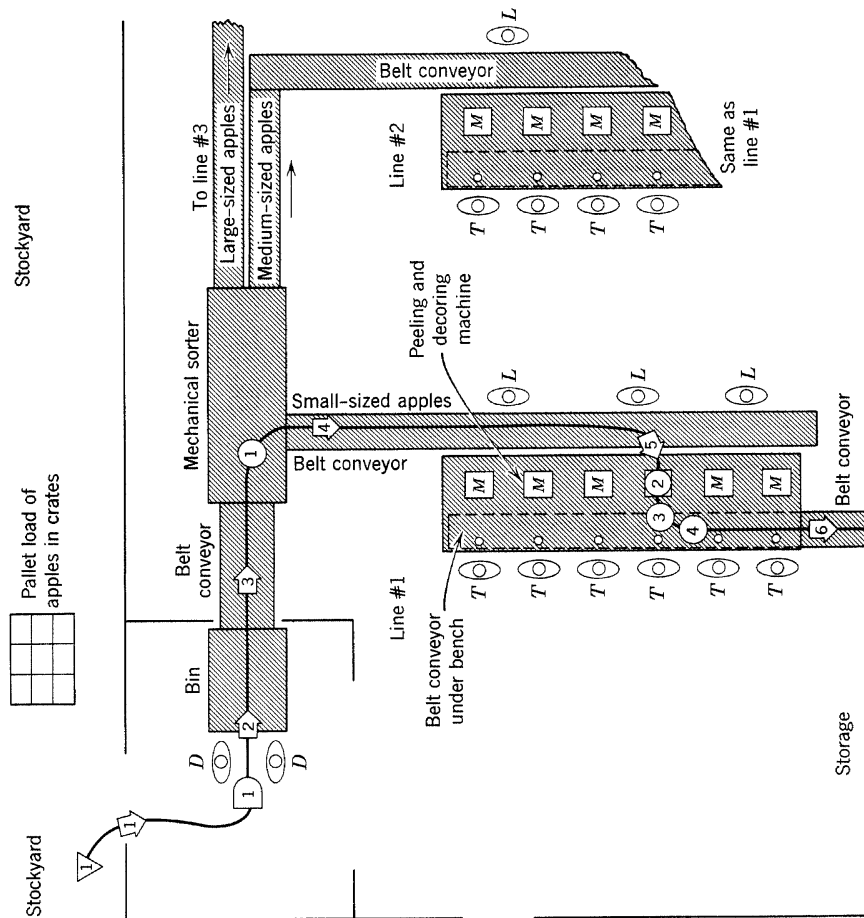 Stockyard
Pallet load of
apples in crates
Stockyard
1
1
1
D
D
2
Bin
3
Belt
conveyor
Mechanical sorter
1
To line #3
Large-sized apples
Medium-sized apples
4
Small-sized apples
Belt conveyor
Belt conveyor
L
Line #1
Belt conveyor
under bench
Peeling and
decoring
machine
M
M
M
M
M
T
T
T
T
T
T
L
L
L
5
2
3
4
6
Belt conveyor
Line #2
M
M
M
M
T
T
T
T
Same as
line #1
Storage